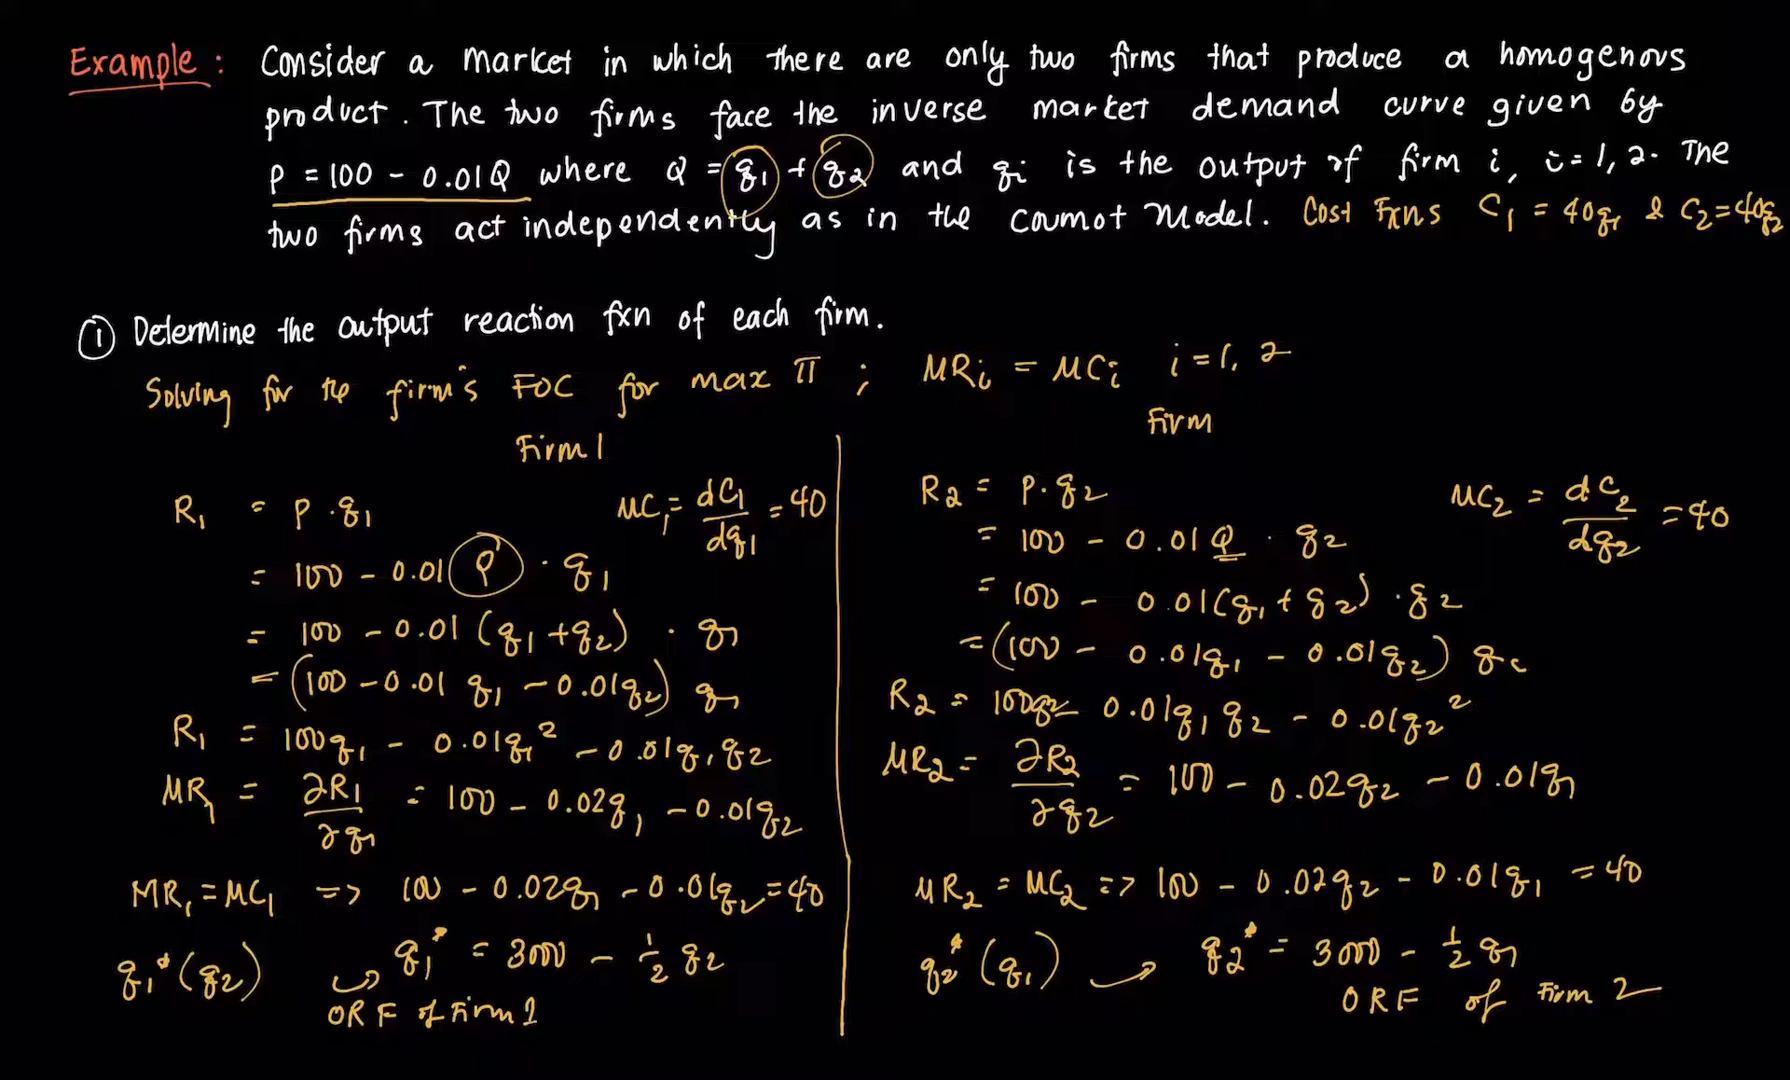 Example : Consider a market in which there are only two firms that produce a homogenous
product. The two firms face the inverse market demand curve given by
P = 100 - 0.01Q where Q = q₁ + q₂ and qᵢ is the output of firm i, i = 1, 2. The
two firms act independently as in the Cournot Model. Cost Fxns C₁ = 40q₁ & C₂ = 40q₂
① Determine the output reaction fxn of each firm.
Solving for the firm's FOC for max π ; MRᵢ = MCᵢ i = 1, 2
Firm 1
R₁ = P · q₁ MC₁ = dC₁/dq₁ = 40
= 100 - 0.01 Q · q₁
= 100 - 0.01 (q₁ + q₂) · q₁
= (100 - 0.01 q₁ - 0.01q₂) q₁
R₁ = 100q₁ - 0.01q₁² - 0.01q₁q₂
MR₁ = ∂R₁/∂q₁ = 100 - 0.02q₁ - 0.01q₂
MR₁ = MC₁ => 100 - 0.02q₁ - 0.01q₂ = 40
q₁*(q₂) ↪ q₁* = 3000 - ½ q₂
ORF of Firm 1
Firm
R₂ = P · q₂ MC₂ = dC₂/dq₂ = 40
= 100 - 0.01 Q · q₂
= 100 - 0.01(q₁ + q₂) · q₂
= (100 - 0.01q₁ - 0.01q₂) q₂
R₂ = 100q₂ - 0.01q₁q₂ - 0.01q₂²
MR₂ = ∂R₂/∂q₂ = 100 - 0.02q₂ - 0.01q₁
MR₂ = MC₂ => 100 - 0.02q₂ - 0.01q₁ = 40
q₂*(q₁) → q₂* = 3000 - ½ q₁
ORF of Firm 2